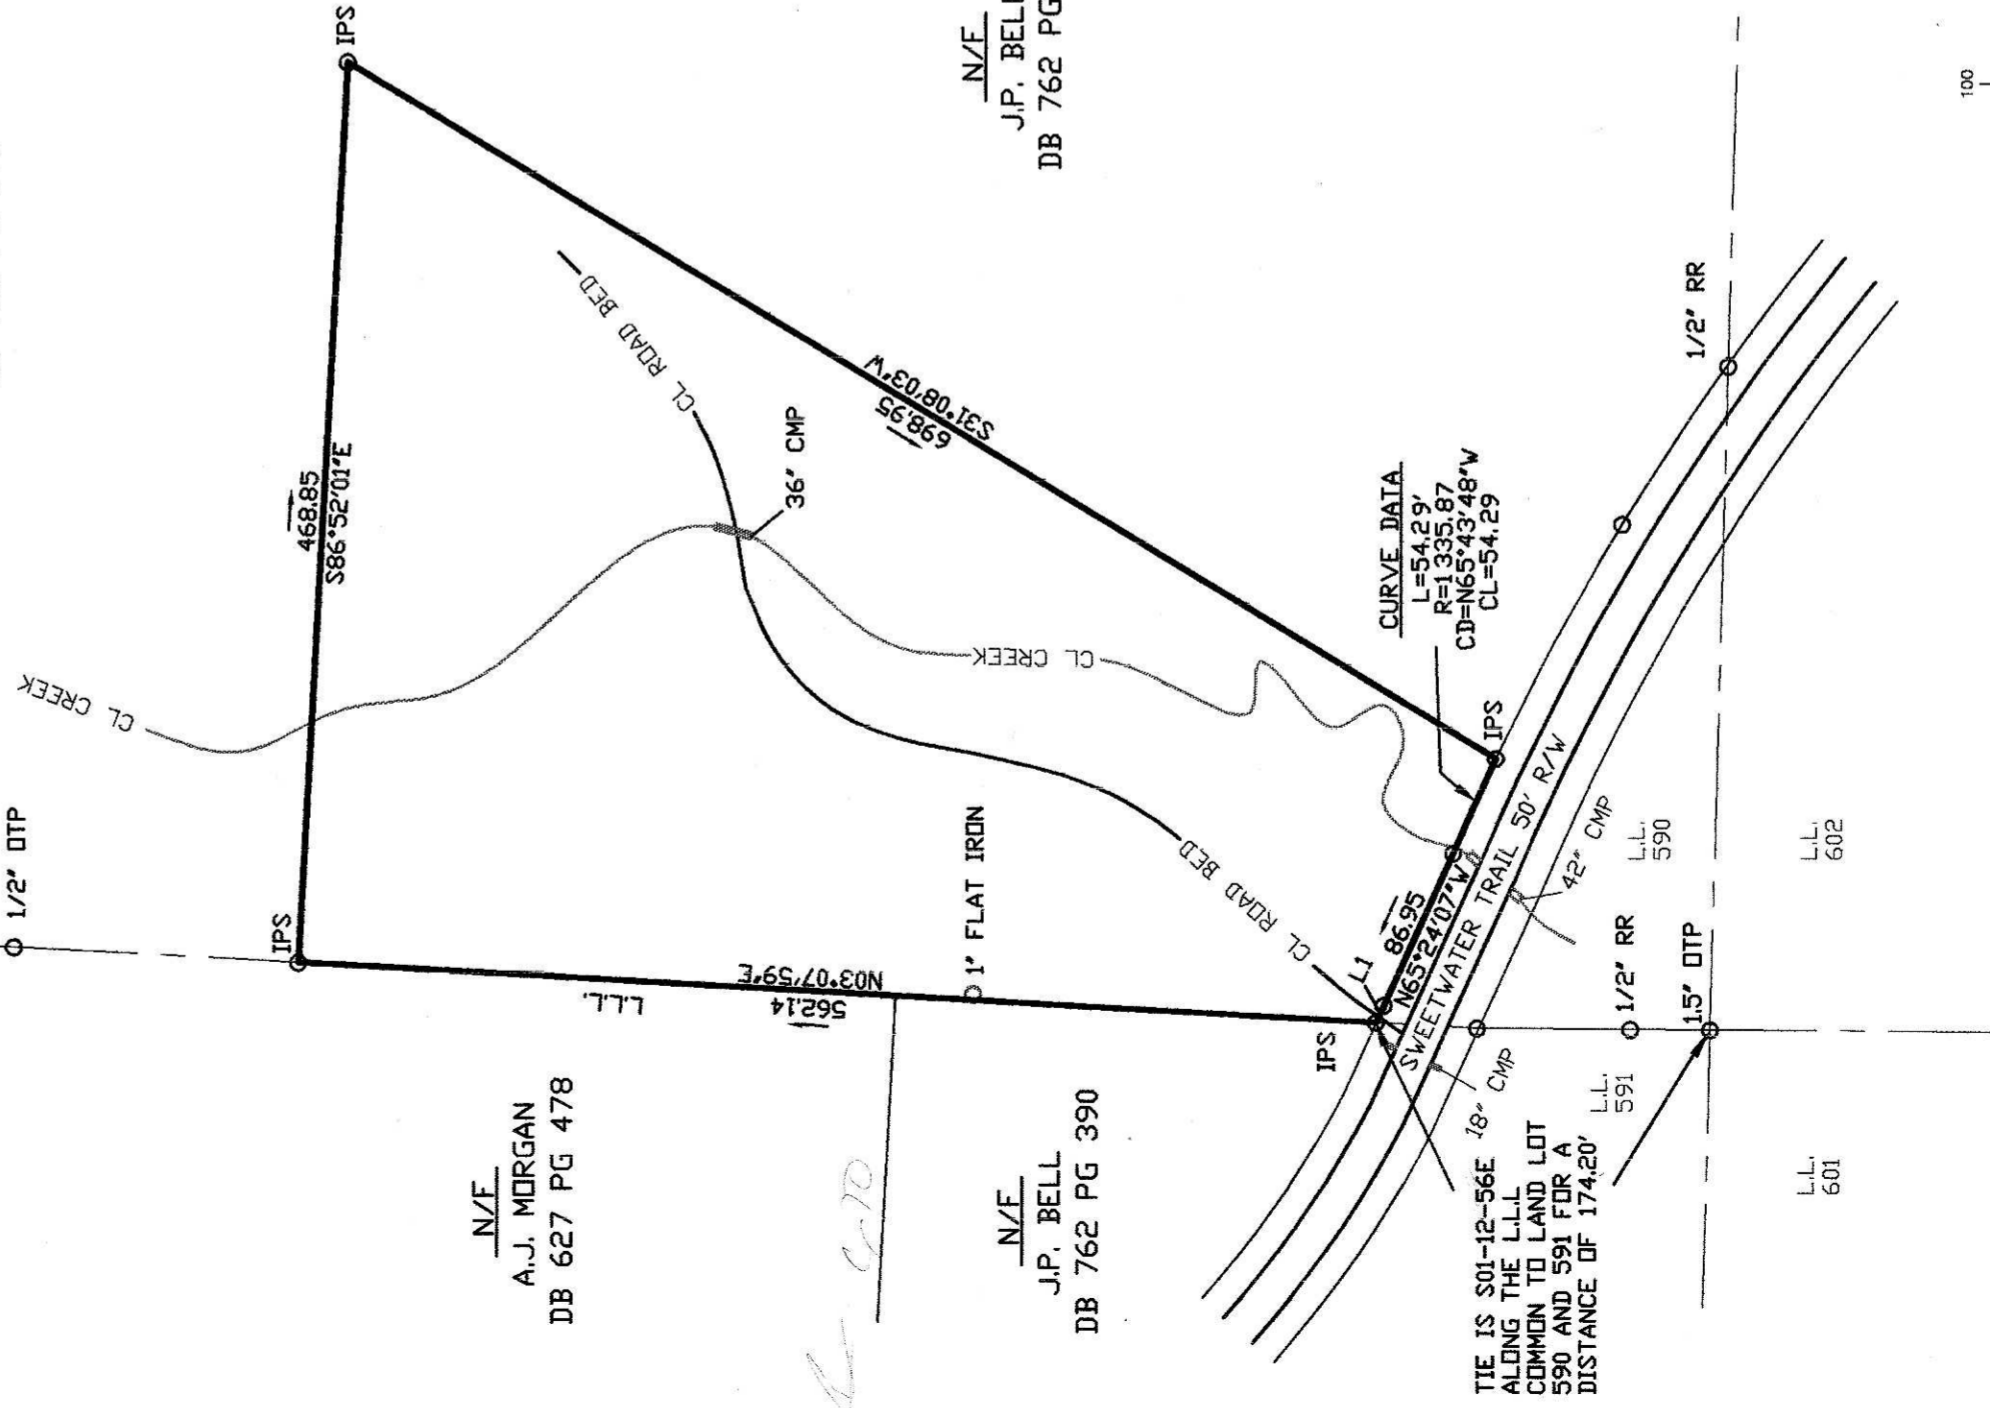 1/2" OTP
IPS
IPS
468.85
S86°52'01"E
CL CREEK
N/F
J.P. BELL
DB 762 PG
100
CL ROAD BED
36" CMP
S31°08'03"W
698.95
N/F
A.J. MORGAN
DB 627 PG 478
L.L.L.
N03°07'59"E
562.14
1" FLAT IRON
CL CREEK
CURVE DATA
L=54.29'
R=1335.87
CD=N65°43'48"W
CL=54.29
1/2" RR
N/F
J.P. BELL
DB 762 PG 390
CL ROAD BED
IPS
L1
86.95
N65°24'07"W
IPS
SWEETWATER TRAIL 50' R/W
18" CMP
42" CMP
L.L.
590
L.L.
591
1/2" RR
1.5" OTP
L.L.
602
L.L.
601
TIE IS S01-12-56E
ALONG THE L.L.L
COMMON TO LAND LOT
590 AND 591 FOR A
DISTANCE OF 174.20'